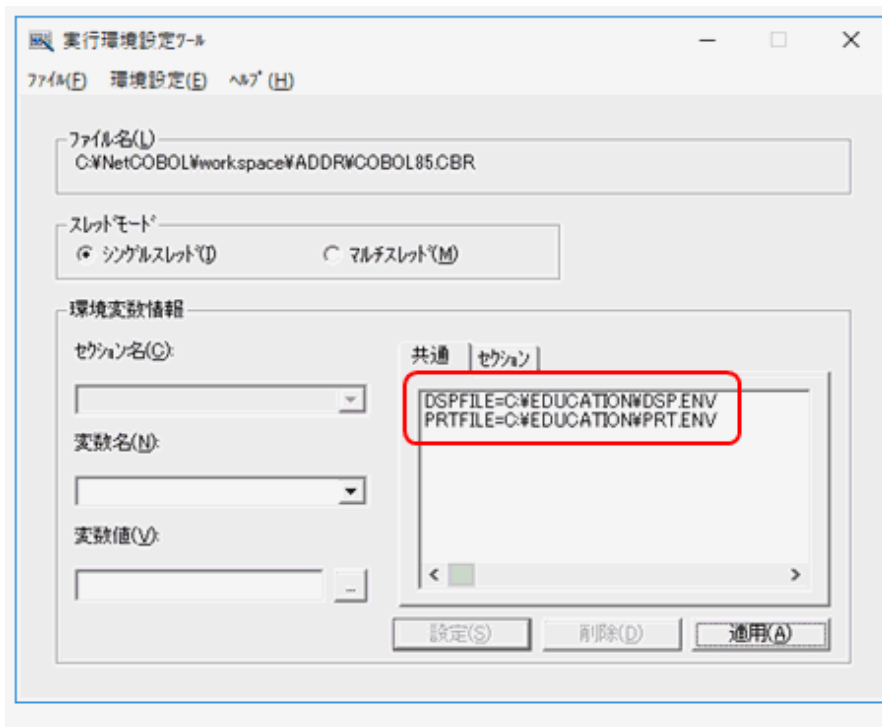 実行環境設定ツール
ファイル(F) 環境設定(E) ヘルプ(H)
ファイル名(L)
C:¥NetCOBOL¥workspace¥ADDR¥COBOL85.CBR
スレッドモード
シングルスレッド(I) マルチスレッド(M)
環境変数情報
セクション名(C):
共通 セクション
DSPFILE=C:¥EDUCATION¥DSP.ENV
PRTFILE=C:¥EDUCATION¥PRT.ENV
変数名(N):
変数値(V):
...
設定(S) 削除(D) 適用(A)